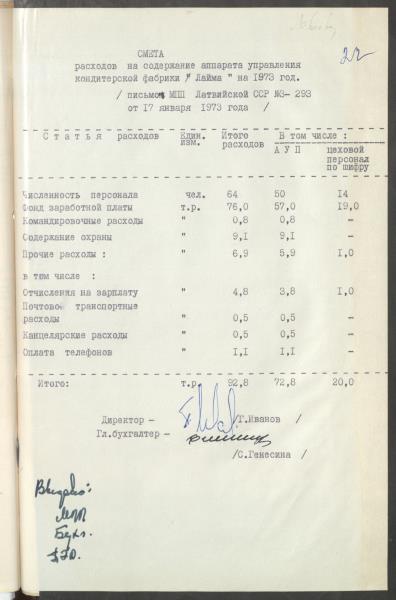 22
СМЕТА
расходов на содержание аппарата управления
кондитерской фабрики " Лайма " на 1973 год.
/ письмо МПП Латвийской ССР №3- 293
от 17 января 1973 года /
Статья расходов Един. изм. Итого расходов В том числе :
АУП цеховой персонал по шифру
Численность персонала чел. 64 50 14
Фонд заработной платы т.р. 76,0 57,0 19,0
Командировочные расходы " 0,8 0,8 -
Содержание охраны " 9,1 9,1 -
Прочие расходы : " 6,9 5,9 1,0
в том числе :
Отчисления на зарплату " 4,8 3,8 1,0
Почтово транспортные
расходы " 0,5 0,5 -
Канцелярские расходы " 0,5 0,5 -
Оплата телефонов " 1,1 1,1 -
Итого: т.р. 92,8 72,8 20,0
Директор - /Г.Иванов /
Гл.бухгалтер -
/С.Генесина /
МПП
Бухг.